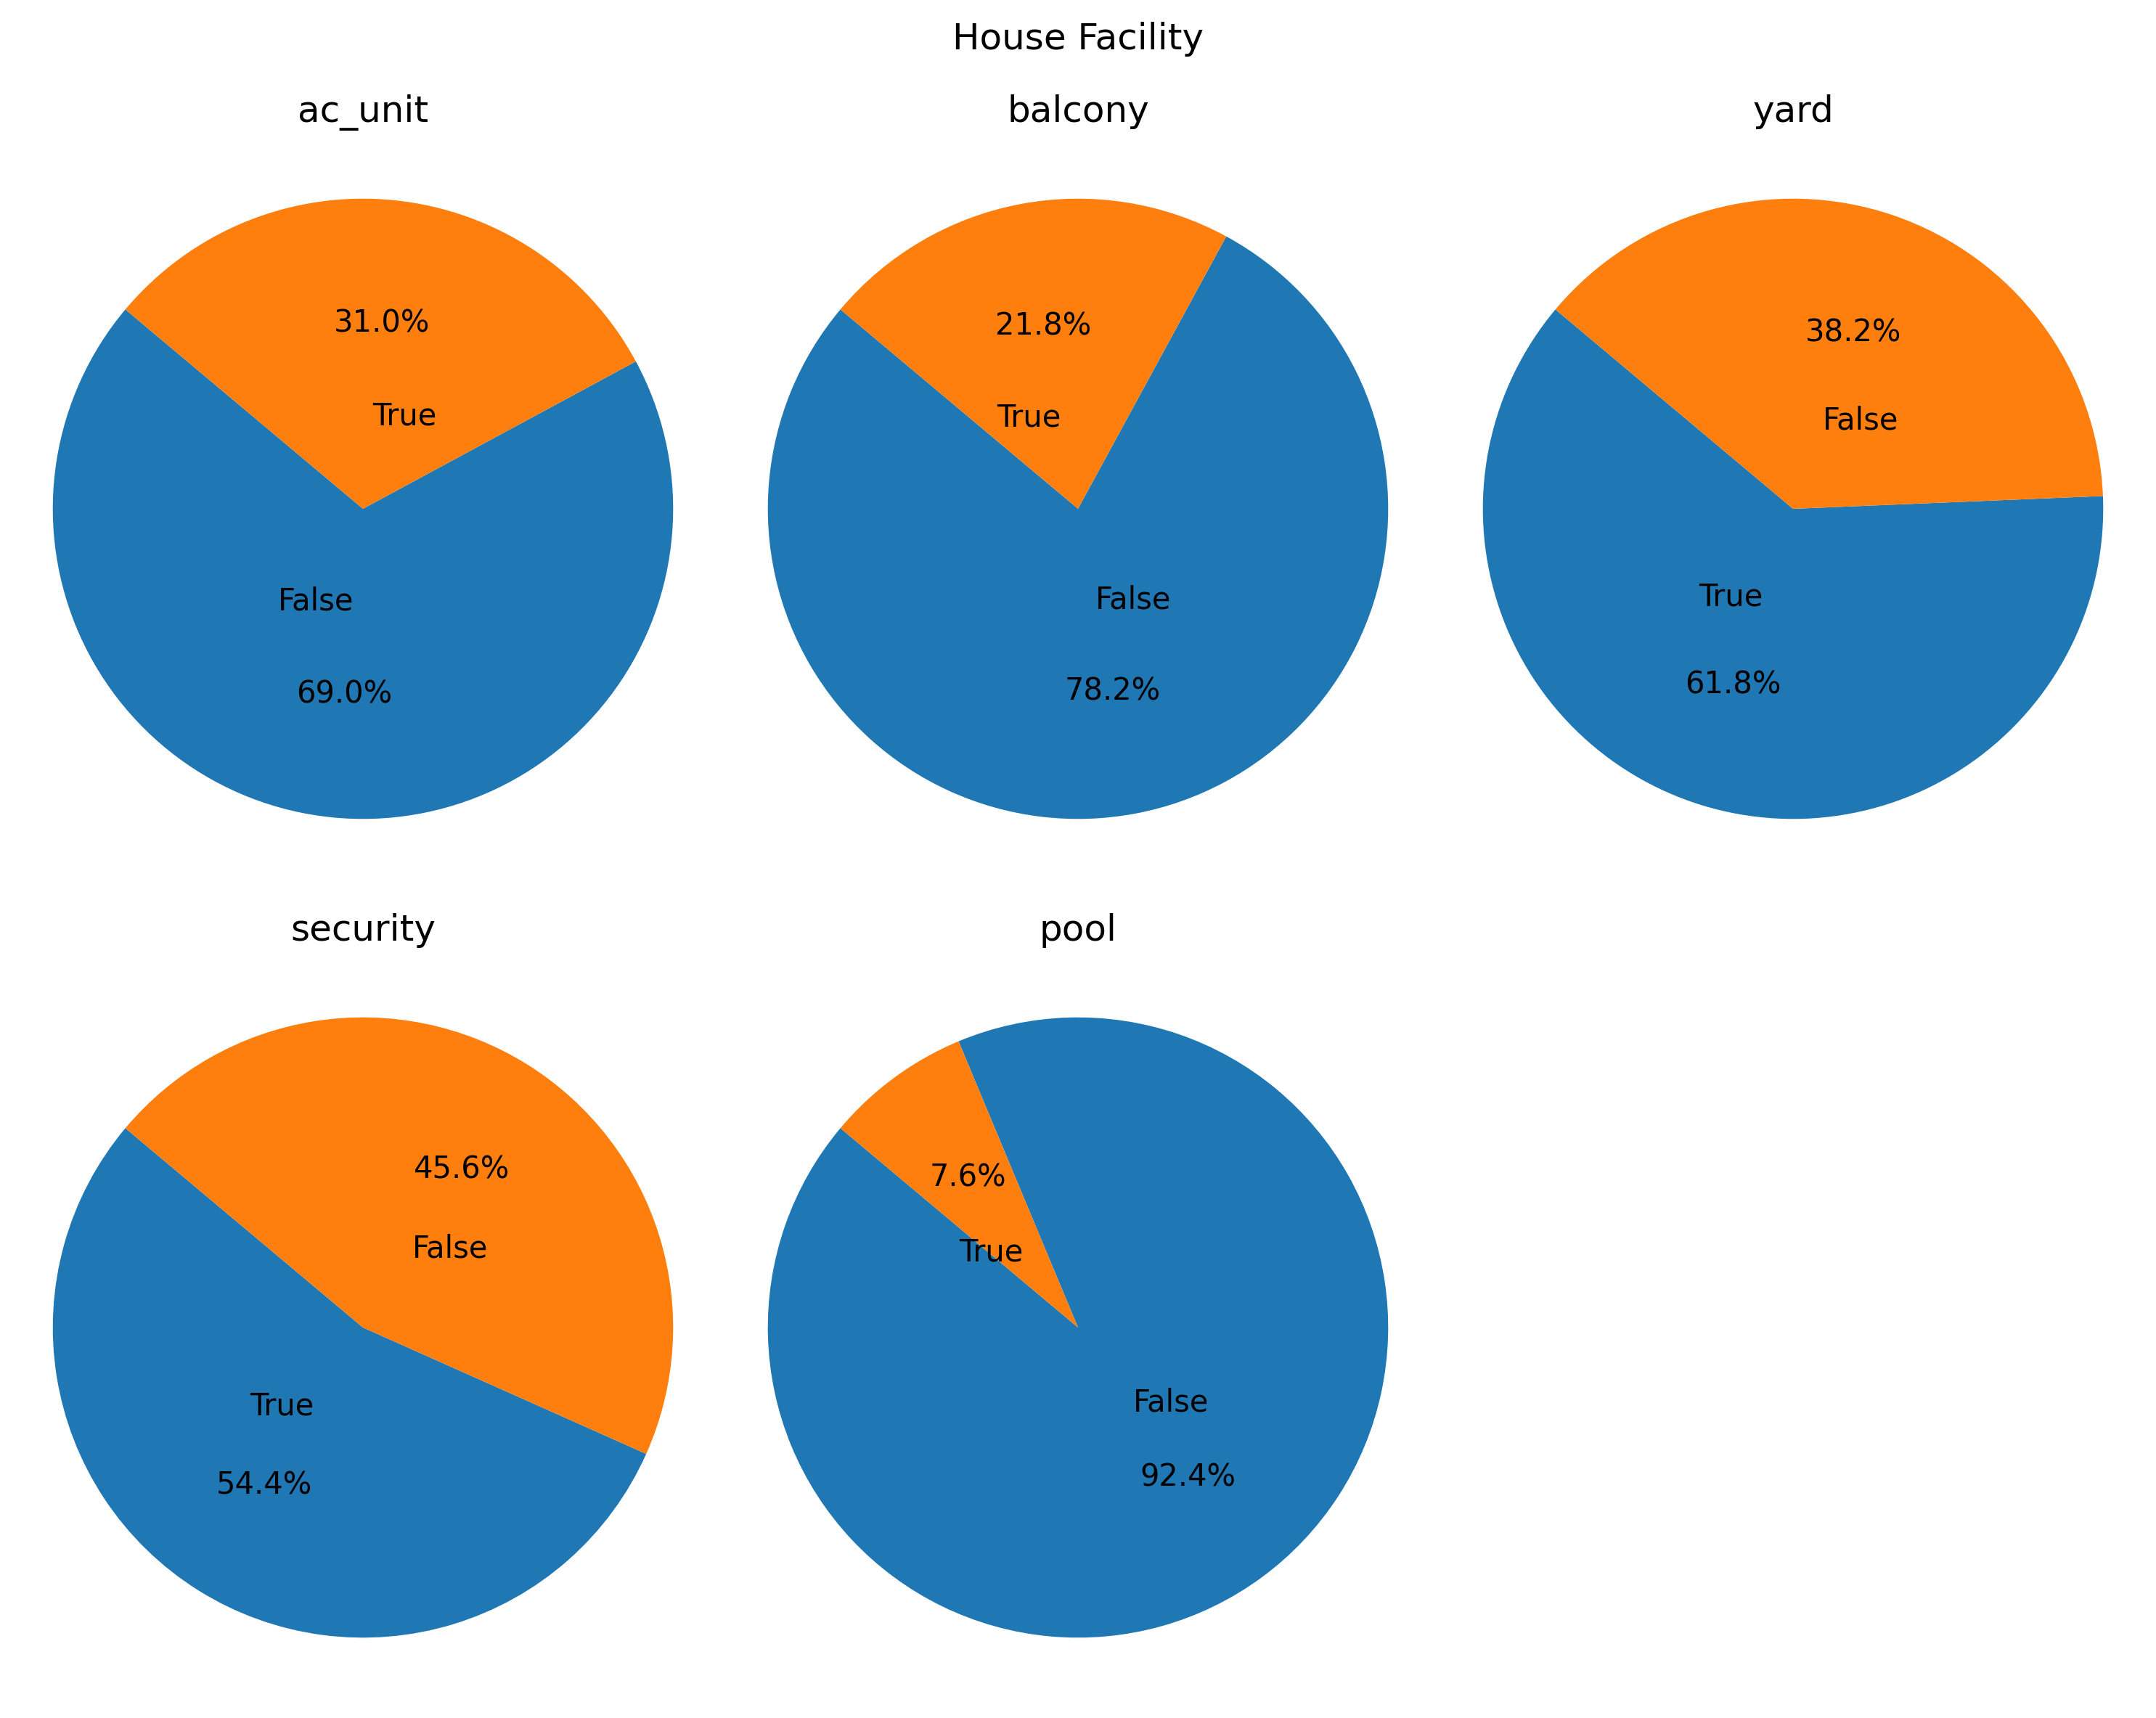 House Facility
ac_unit
31.0%
True
False
69.0%
balcony
21.8%
True
False
78.2%
yard
38.2%
False
True
61.8%
security
45.6%
False
True
54.4%
pool
7.6%
True
False
92.4%